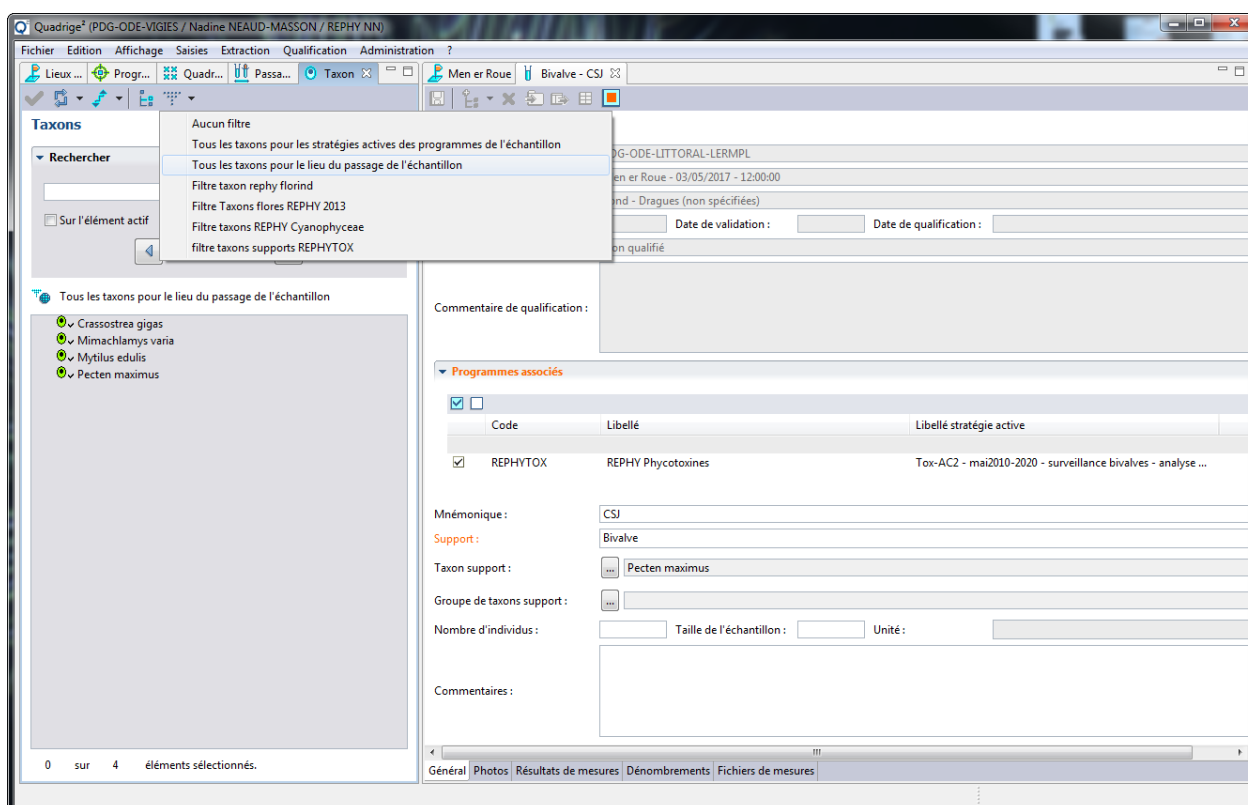 Quadrige² (PDG-ODE-VIGIES / Nadine NEAUD-MASSON / REPHY NN)
Fichier Edition Affichage Saisies Extraction Qualification Administration ?
Lieux ... Progr... Quadr... Passa... Taxon
Men er Roue Bivalve - CSJ
Taxons
Rechercher
Sur l'élément actif
Aucun filtre
Tous les taxons pour les stratégies actives des programmes de l'échantillon
Tous les taxons pour le lieu du passage de l'échantillon
Filtre taxon rephy florind
Filtre Taxons flores REPHY 2013
Filtre taxons REPHY Cyanophyceae
filtre taxons supports REPHYTOX
Tous les taxons pour le lieu du passage de l'échantillon
Crassostrea gigas
Mimachlamys varia
Mytilus edulis
Pecten maximus
0 sur 4 éléments sélectionnés.
DG-ODE-LITTORAL-LERMPL
en er Roue - 03/05/2017 - 12:00:00
nd - Dragues (non spécifiées)
Date de validation : Date de qualification :
on qualifié
Commentaire de qualification :
Programmes associés
Code Libellé Libellé stratégie active
REPHYTOX REPHY Phycotoxines Tox-AC2 - mai2010-2020 - surveillance bivalves - analyse ...
Mnémonique : CSJ
Support : Bivalve
Taxon support : ... Pecten maximus
Groupe de taxons support : ...
Nombre d'individus : Taille de l'échantillon : Unité :
Commentaires :
Général Photos Résultats de mesures Dénombrements Fichiers de mesures